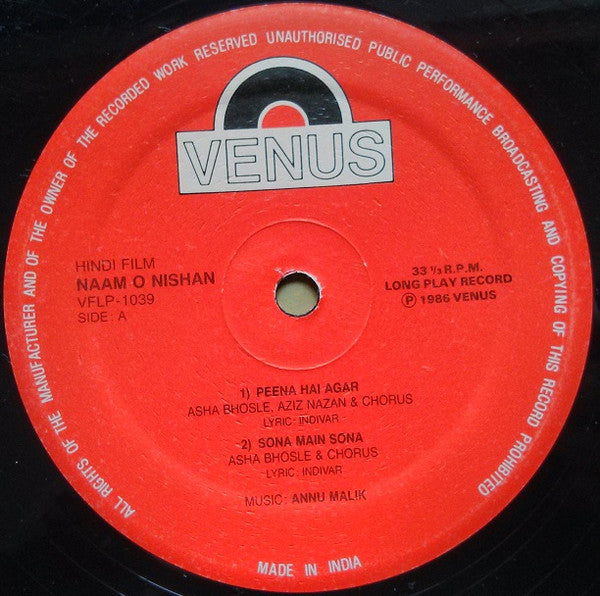 ALL RIGHTS OF THE MANUFACTURER AND OF THE OWNER OF THE RECORDED WORK RESERVED UNAUTHORISED PUBLIC PERFORMANCE BROADCASTING AND COPYING OF THIS RECORD PROHIBITED
VENUS
HINDI FILM
NAAM O NISHAN
VFLP-1039
SIDE: A
33 ⅓ R.P.M.
LONG PLAY RECORD
Ⓟ 1986 VENUS
1) PEENA HAI AGAR
ASHA BHOSLE, AZIZ NAZAN & CHORUS
LYRIC: INDIVAR
2) SONA MAIN SONA
ASHA BHOSLE & CHORUS
LYRIC: INDIVAR
MUSIC: ANNU MALIK
MADE IN INDIA